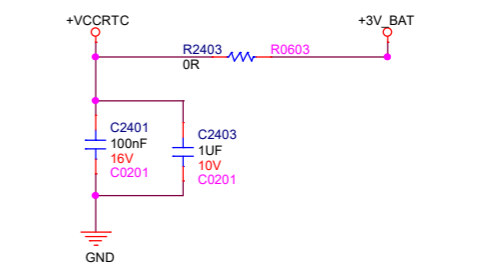 +VCCRTC
+3V_BAT
R2403
R0603
0R
C2401
100nF
16V
C0201
C2403
1UF
10V
C0201
GND